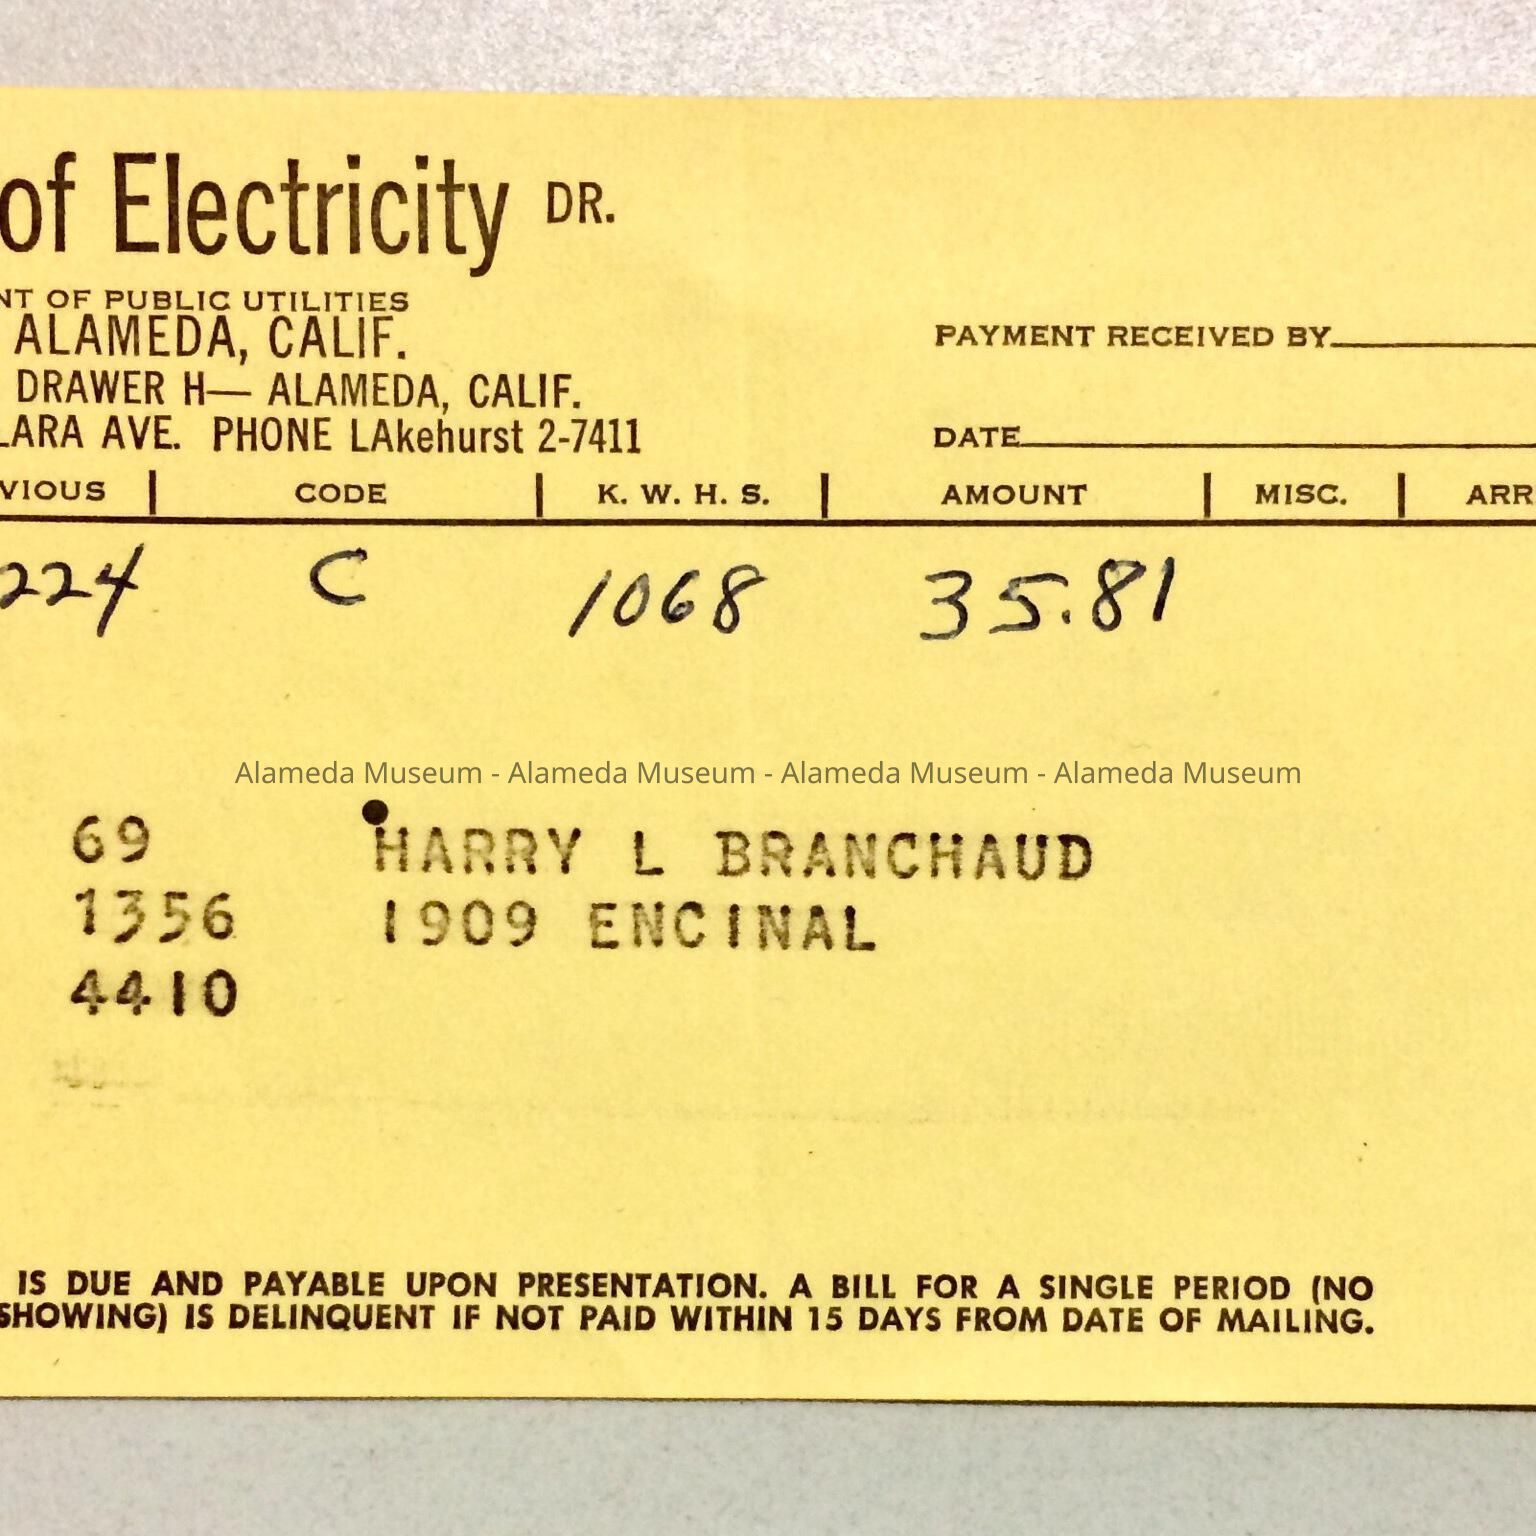 of Electricity DR.
NT OF PUBLIC UTILITIES
ALAMEDA, CALIF.
PAYMENT RECEIVED BY
DRAWER H— ALAMEDA, CALIF.
LARA AVE. PHONE LAkehurst 2-7411
DATE
VIOUS | CODE | K. W. H. S. | AMOUNT | MISC. | ARR
224 C 1068 35.81
Alameda Museum - Alameda Museum - Alameda Museum - Alameda Museum
69 HARRY L BRANCHAUD
1356 1909 ENCINAL
4410
IS DUE AND PAYABLE UPON PRESENTATION. A BILL FOR A SINGLE PERIOD (NO
SHOWING) IS DELINQUENT IF NOT PAID WITHIN 15 DAYS FROM DATE OF MAILING.